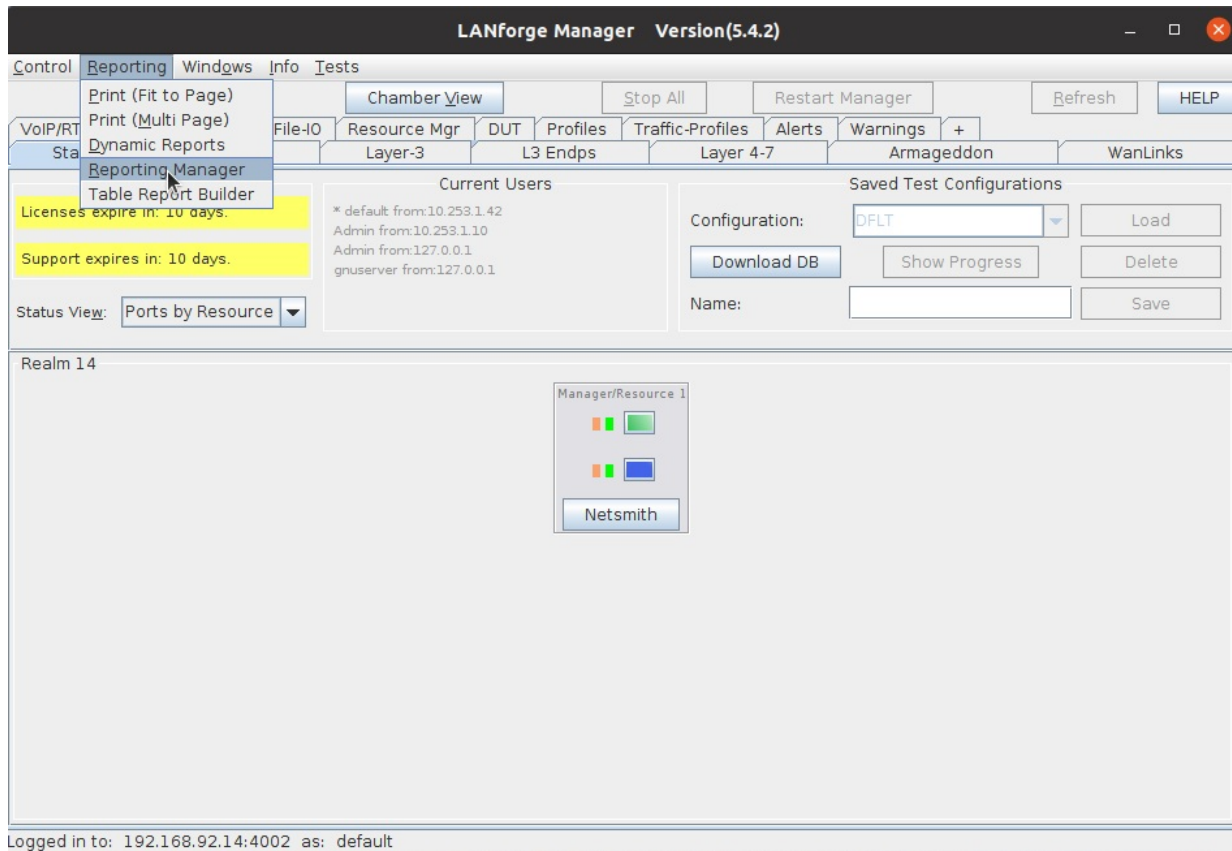 LANforge Manager Version(5.4.2)
Control Reporting Windows Info Tests
Print (Fit to Page)
Print (Multi Page)
Dynamic Reports
Reporting Manager
Table Report Builder
Chamber View Stop All Restart Manager Refresh HELP
VoIP/RT File-IO Resource Mgr DUT Profiles Traffic-Profiles Alerts Warnings +
Sta Layer-3 L3 Endps Layer 4-7 Armageddon WanLinks
Licenses expire in: 10 days.
Support expires in: 10 days.
Status View: Ports by Resource
Current Users
* default from:10.253.1.42
Admin from:10.253.1.10
Admin from:127.0.0.1
gnuserver from:127.0.0.1
Saved Test Configurations
Configuration: DFLT Load
Download DB Show Progress Delete
Name: Save
Realm 14
Manager/Resource 1
Netsmith
Logged in to: 192.168.92.14:4002 as: default